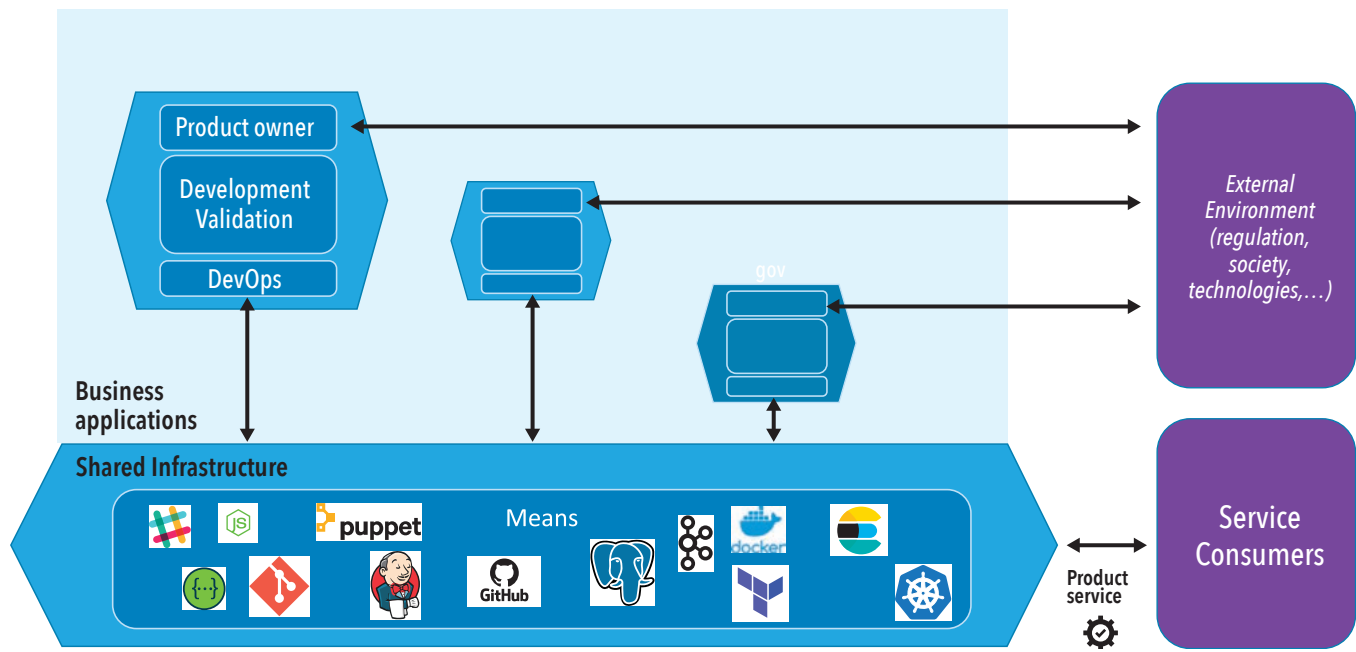 Product owner
Development
Validation
DevOps
gov
External
Environment
(regulation,
society,
technologies,...)
Business
applications
Shared Infrastructure
Means
JS
puppet
docker
{··}
GitHub
Service
Consumers
Product
service